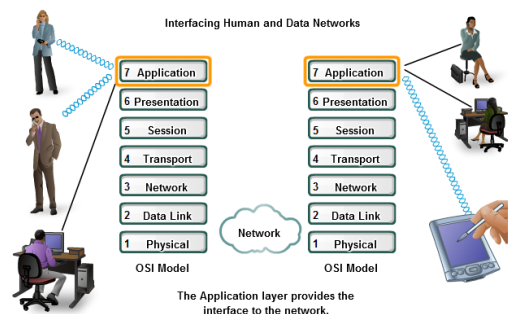 Interfacing Human and Data Networks
7 Application
6 Presentation
5 Session
4 Transport
3 Network
2 Data Link
1 Physical
OSI Model
Network
7 Application
6 Presentation
5 Session
4 Transport
3 Network
2 Data Link
1 Physical
OSI Model
The Application layer provides the
interface to the network.